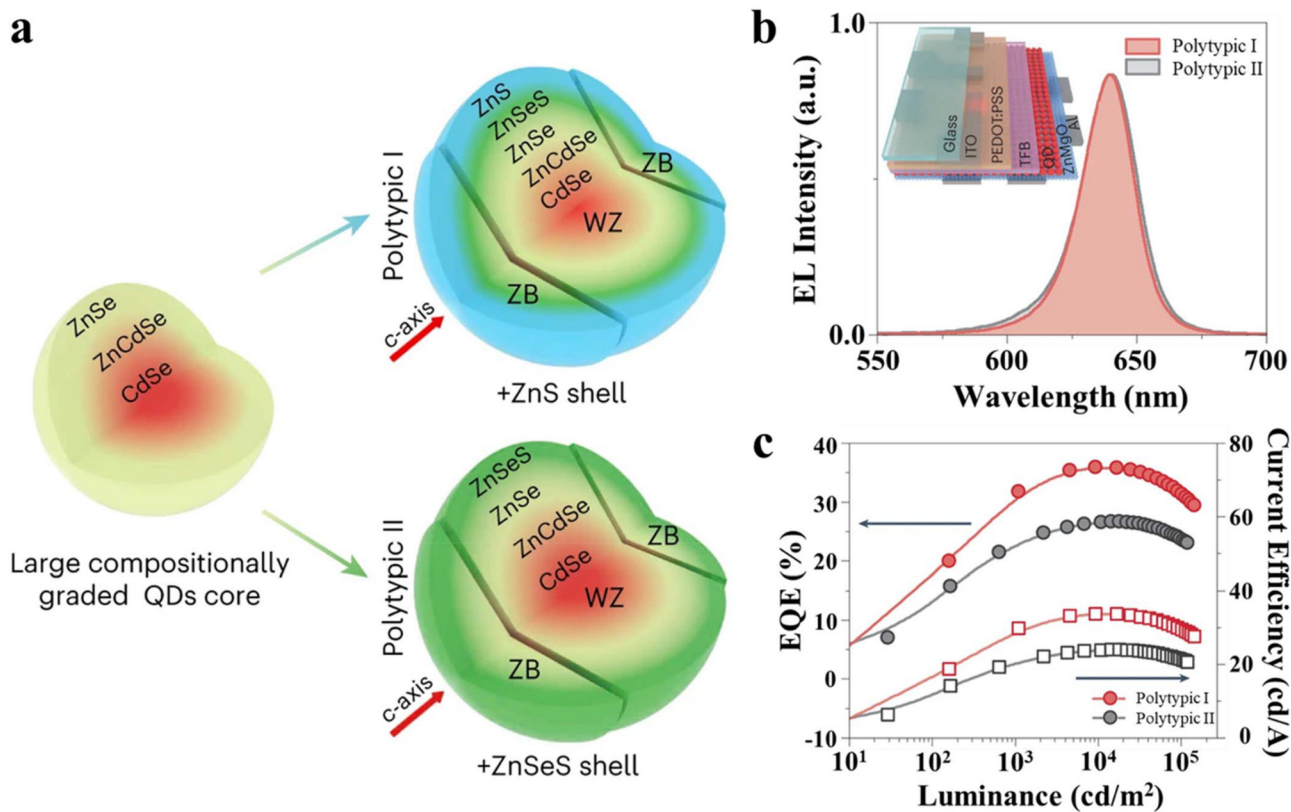 a
ZnSe
ZnCdSe
CdSe
Large compositionally
graded QDs core
Polytypic I
c-axis
ZnS
ZnSeS
ZnSe
ZnCdSe
CdSe
WZ
ZB
ZB
+ZnS shell
Polytypic II
c-axis
ZnSeS
ZnSe
ZnCdSe
CdSe
WZ
ZB
ZB
+ZnSeS shell
b
EL Intensity (a.u.)
1.0
0.0
550
600
650
700
Wavelength (nm)
Glass
ITO
PEDOT:PSS
TFB
QD
ZnMgO
Al
Polytypic I
Polytypic II
c
EQE (%)
40
30
20
10
0
-10
Current Efficiency (cd/A)
80
60
40
20
0
Polytypic I
Polytypic II
10¹
10²
10³
10⁴
10⁵
Luminance (cd/m²)